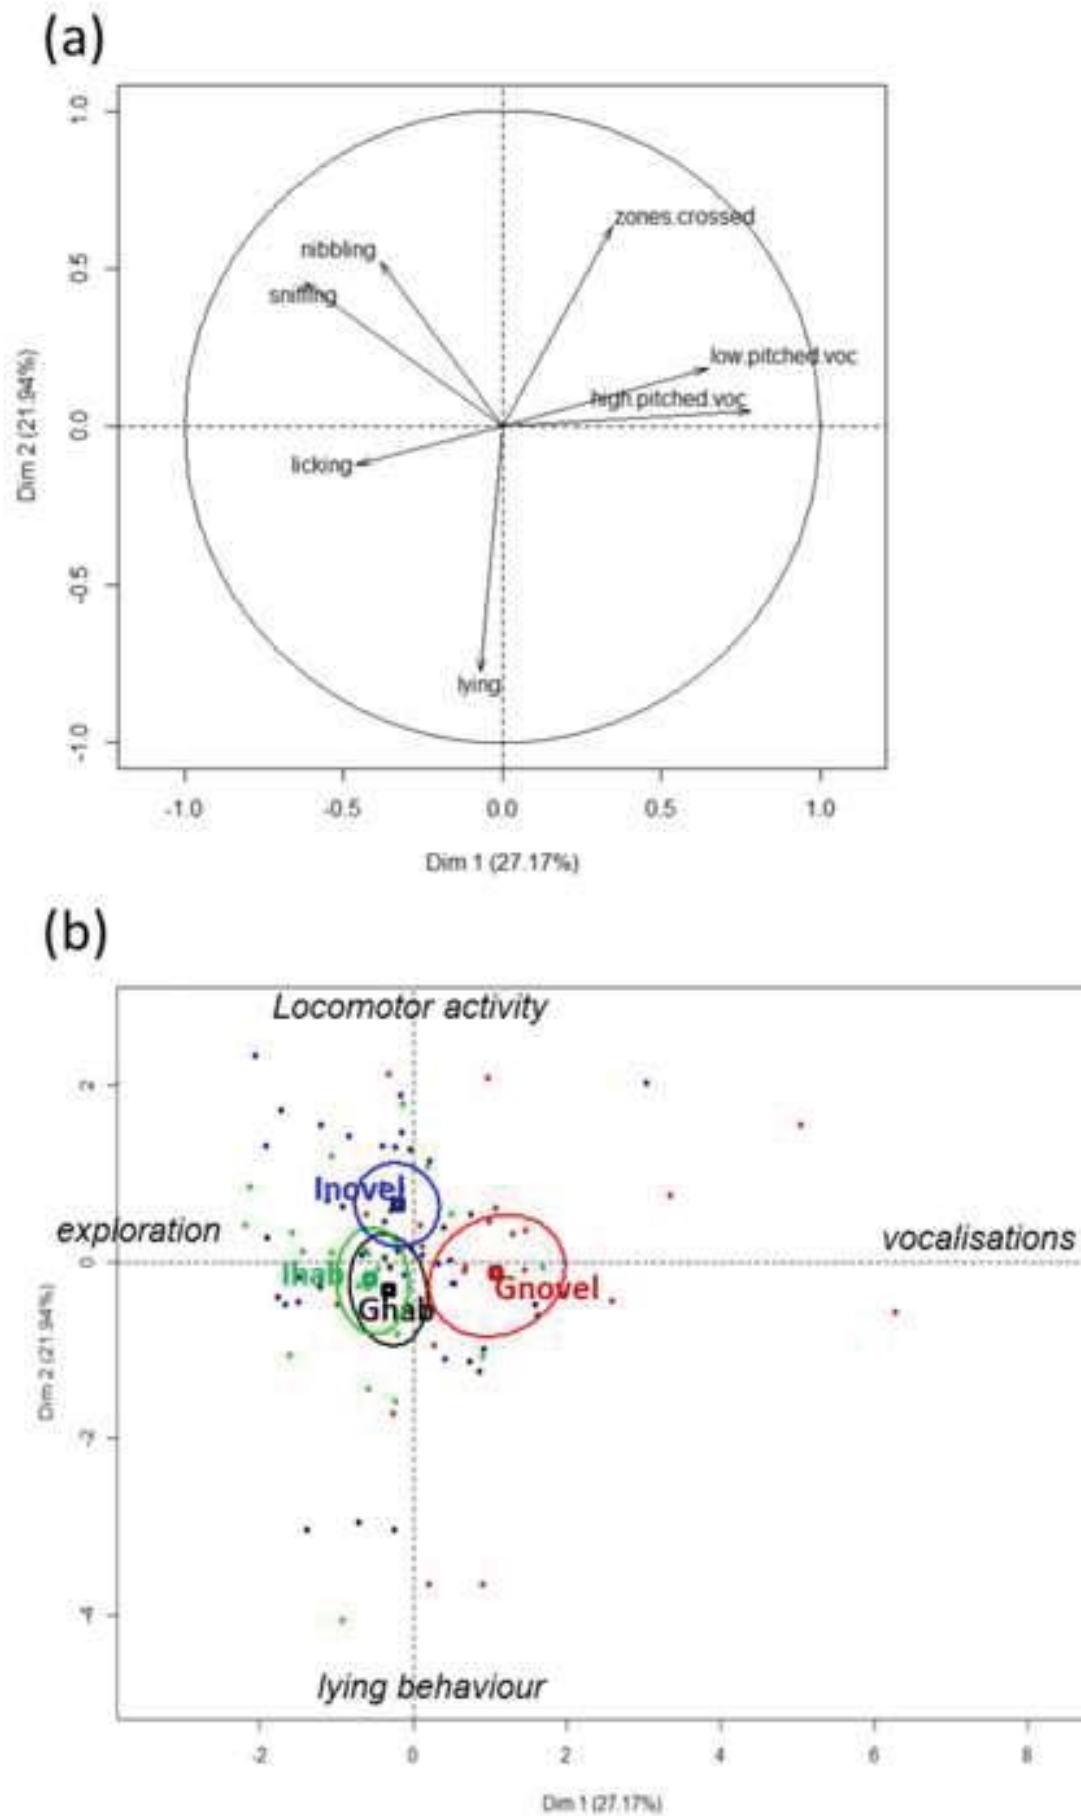 (a)
1.0
0.5
0.0
-0.5
-1.0
Dim 2 (21.94%)
zones.crossed
nibbling
sniffing
low.pitched.voc
high.pitched.voc
licking
lying
-1.0 -0.5 0.0 0.5 1.0
Dim 1 (27.17%)
(b)
Locomotor activity
2
0
-2
-4
Dim 2 (21.94%)
Inovel
exploration
vocalisations
Ihab
Gnovel
Ghab
lying behaviour
-2 0 2 4 6 8
Dim 1 (27.17%)